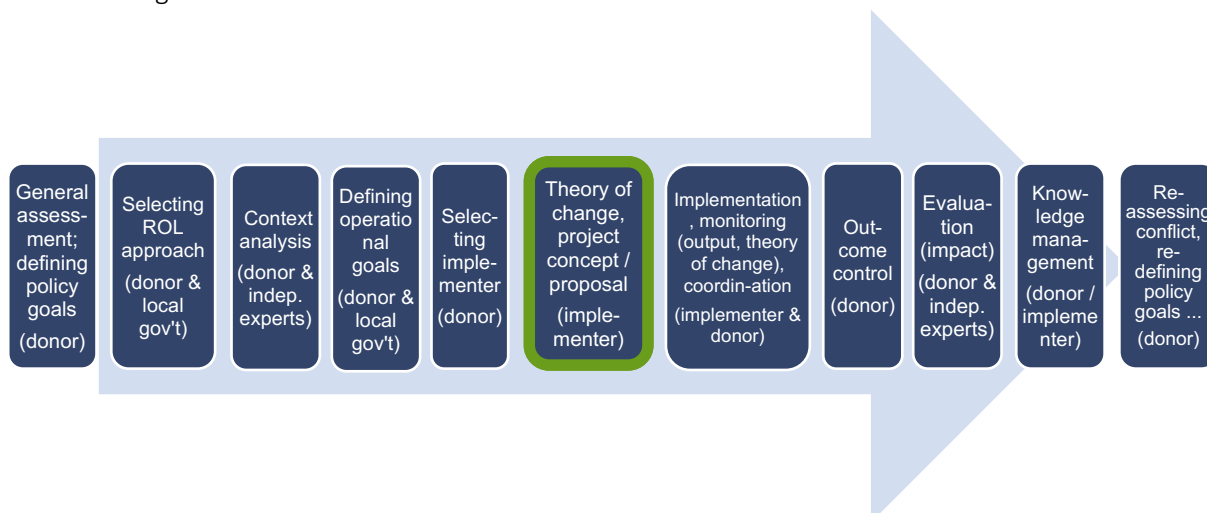 General
assess-
ment;
defining
policy
goals
(donor)
Selecting
ROL
approach
(donor &
local
gov't)
Context
analysis
(donor &
indep.
experts)
Defining
operatio
nal
goals
(donor &
local
gov't)
Selec-
ting
imple-
menter
(donor)
Theory of
change,
project
concept /
proposal
(imple-
menter)
Implementation
, monitoring
(output, theory
of change),
coordin-ation
(implementer &
donor)
Out-
come
control
(donor)
Evalua-
tion
(impact)
(donor &
indep.
experts)
Know-
ledge
mana-
gement
(donor /
impleme
nter)
Re-
assessing
conflict,
re-
defining
policy
goals ...
(donor)